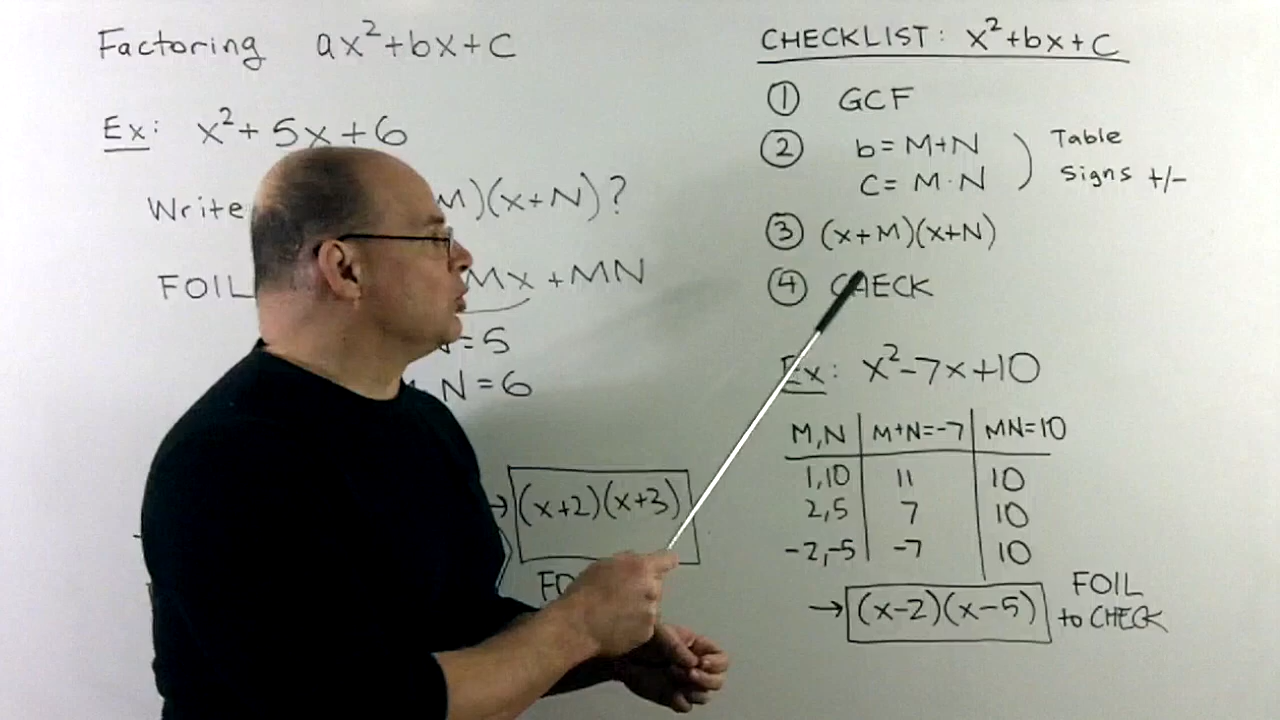 Factoring ax²+bx+c
Ex: x²+5x+6
Write M)(x+N)?
FOIL Mx +MN
N=5
N=6
→ (x+2)(x+3)
CHECKLIST: x²+bx+c
① GCF
② b=M+N
c=M·N
Table
Signs +/-
③ (x+M)(x+N)
④ CHECK
Ex: x²-7x+10
M,N M+N=-7 MN=10
1,10 11 10
2,5 7 10
-2,-5 -7 10
→ (x-2)(x-5)
FOIL
to CHECK